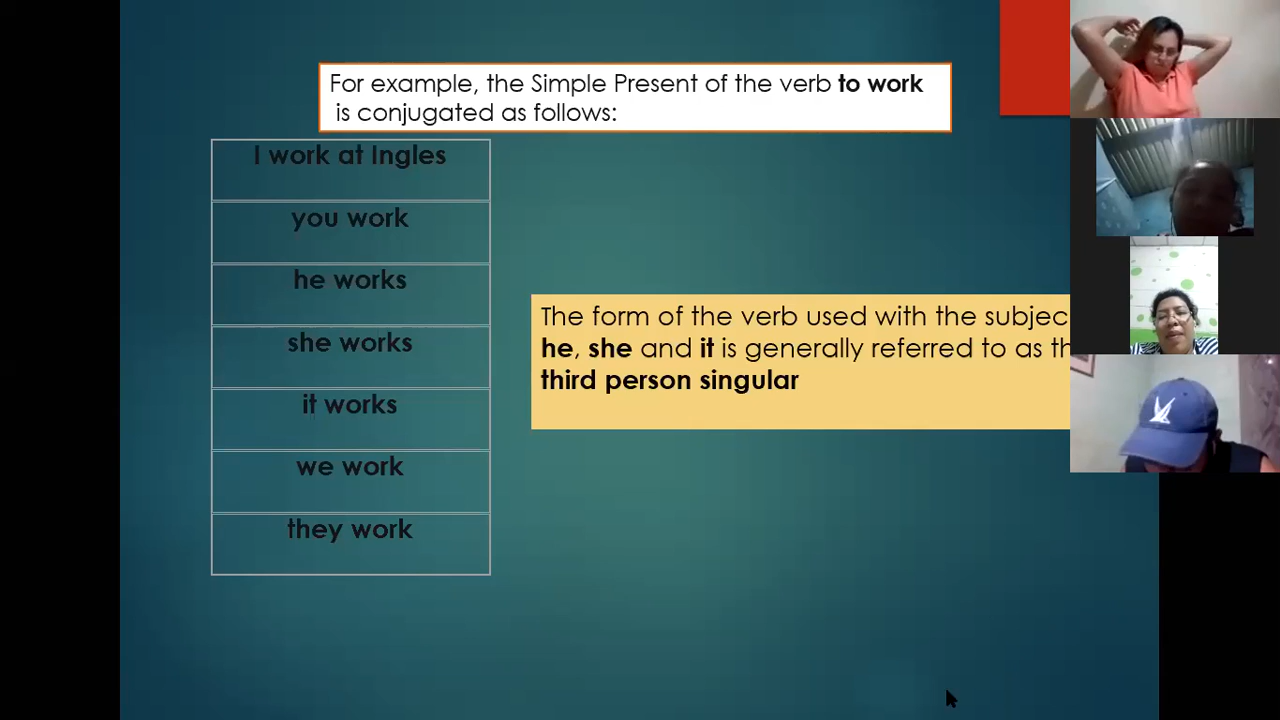 For example, the Simple Present of the verb to work
is conjugated as follows:
I work at Ingles
you work
he works
she works
it works
we work
they work
The form of the verb used with the
he, she and it is generally referred to as
third person singular